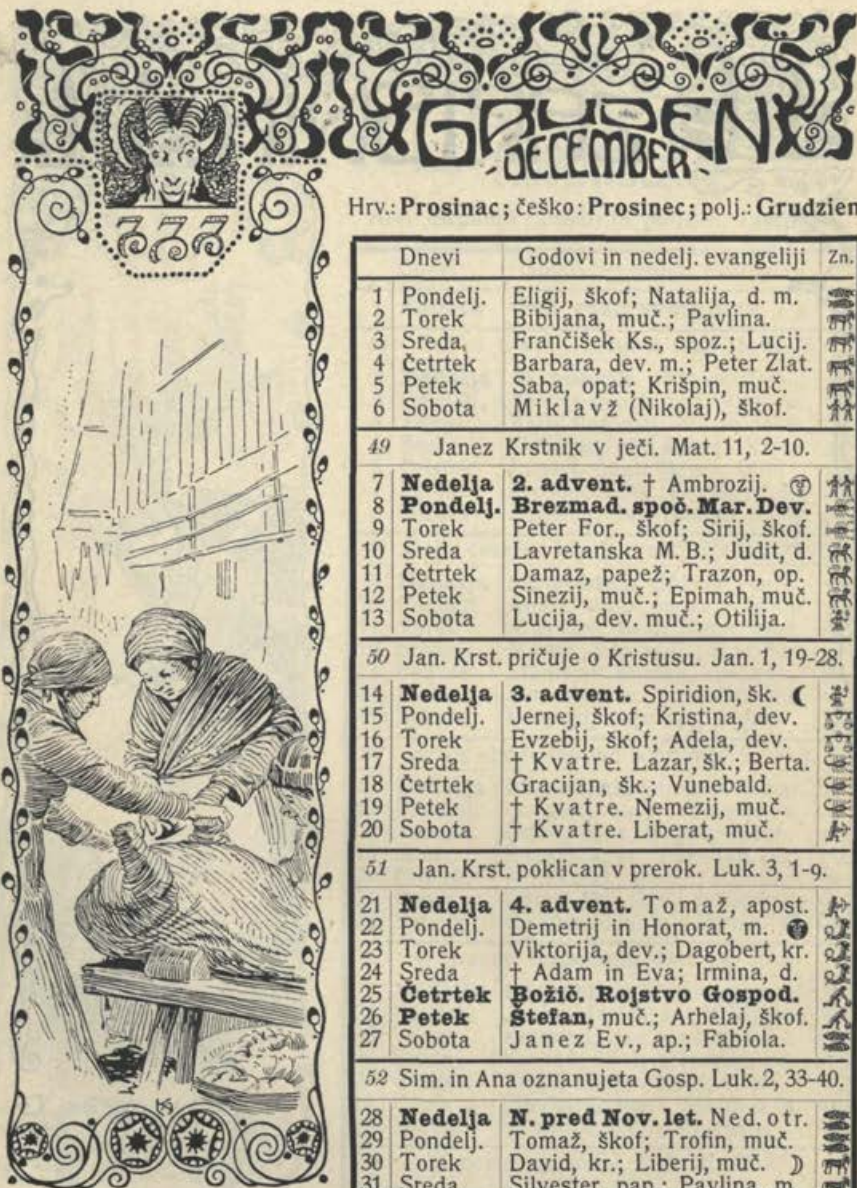 GRUDEN
DECEMBER
Hrv.: Prosinac; češko: Prosinec; polj.: Grudzien
Dnevi Godovi in nedelj. evangeliji Zn.
1 Pondelj. Eligij, škof; Natalija, d. m.
2 Torek Bibijana, muč.; Pavlina.
3 Sreda Frančišek Ks., spoz.; Lucij.
4 Četrtek Barbara, dev. m.; Peter Zlat.
5 Petek Saba, opat; Krišpin, muč.
6 Sobota Miklavž (Nikolaj), škof.
49 Janez Krstnik v ječi. Mat. 11, 2-10.
7 Nedelja 2. advent. † Ambrozij.
8 Pondelj. Brezmad. spoč. Mar. Dev.
9 Torek Peter For., škof; Sirij, škof.
10 Sreda Lavretanska M. B.; Judit, d.
11 Četrtek Damaz, papež; Trazon, op.
12 Petek Sinezij, muč.; Epimah, muč.
13 Sobota Lucija, dev. muč.; Otilija.
50 Jan. Krst. pričuje o Kristusu. Jan. 1, 19-28.
14 Nedelja 3. advent. Spiridion, šk.
15 Pondelj. Jernej, škof; Kristina, dev.
16 Torek Evzebij, škof; Adela, dev.
17 Sreda † Kvatre. Lazar, šk.; Berta.
18 Četrtek Gracijan, šk.; Vunebald.
19 Petek † Kvatre. Nemezij, muč.
20 Sobota † Kvatre. Liberat, muč.
51 Jan. Krst. poklican v prerok. Luk. 3, 1-9.
21 Nedelja 4. advent. Tomaž, apost.
22 Pondelj. Demetrij in Honorat, m.
23 Torek Viktorija, dev.; Dagobert, kr.
24 Sreda † Adam in Eva; Irmina, d.
25 Četrtek Božič. Rojstvo Gospod.
26 Petek Štefan, muč.; Arhelaj, škof.
27 Sobota Janez Ev., ap.; Fabiola.
52 Sim. in Ana oznanujeta Gosp. Luk. 2, 33-40.
28 Nedelja N. pred Nov. let. Ned. otr.
29 Pondelj. Tomaž, škof; Trofin, muč.
30 Torek David, kr.; Liberij, muč.
31 Sreda Silvester, pap.; Pavlina, m.